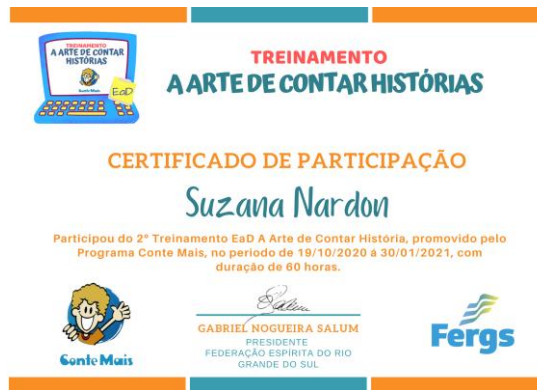 TREINAMENTO
A ARTE DE CONTAR
HISTÓRIAS
Conte Mais
EaD
TREINAMENTO
A ARTE DE CONTAR HISTÓRIAS
CERTIFICADO DE PARTICIPAÇÃO
Suzana Nardon
Participou do 2° Treinamento EaD A Arte de Contar História, promovido pelo
Programa Conte Mais, no período de 19/10/2020 á 30/01/2021, com
duração de 60 horas.
GABRIEL NOGUEIRA SALUM
PRESIDENTE
FEDERAÇÃO ESPÍRITA DO RIO
GRANDE DO SUL
Conte Mais
Fergs